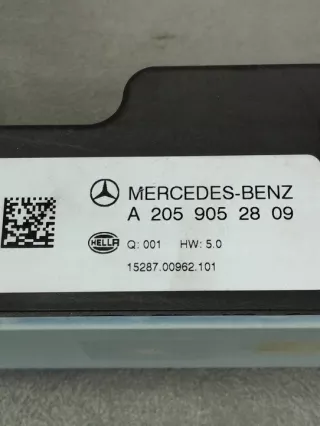 MERCEDES-BENZ
A 205 905 28 09
HELLA Q: 001 HW: 5.0
15287.00962.101